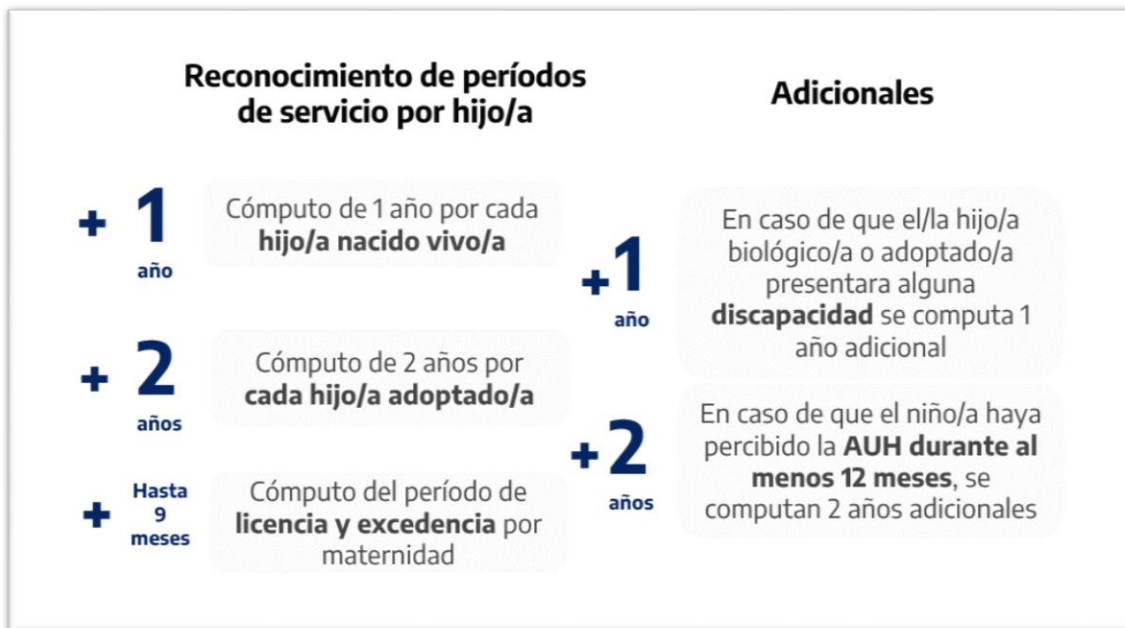 Reconocimiento de períodos
de servicio por hijo/a
+ 1
año
Cómputo de 1 año por cada
hijo/a nacido vivo/a
+ 2
años
Cómputo de 2 años por
cada hijo/a adoptado/a
+ Hasta
9
meses
Cómputo del período de
licencia y excedencia por
maternidad
Adicionales
+1
año
En caso de que el/la hijo/a
biológico/a o adoptado/a
presentara alguna
discapacidad se computa 1
año adicional
+2
años
En caso de que el niño/a haya
percibido la AUH durante al
menos 12 meses, se
computan 2 años adicionales